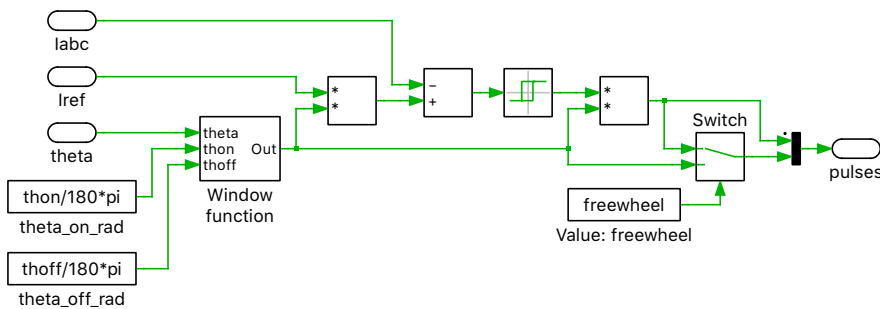 Iabc
Iref
theta
thon/180*pi
theta_on_rad
thoff/180*pi
theta_off_rad
theta
thon
thoff
Out
Window
function
*
*
−
+
*
*
Switch
freewheel
Value: freewheel
pulses